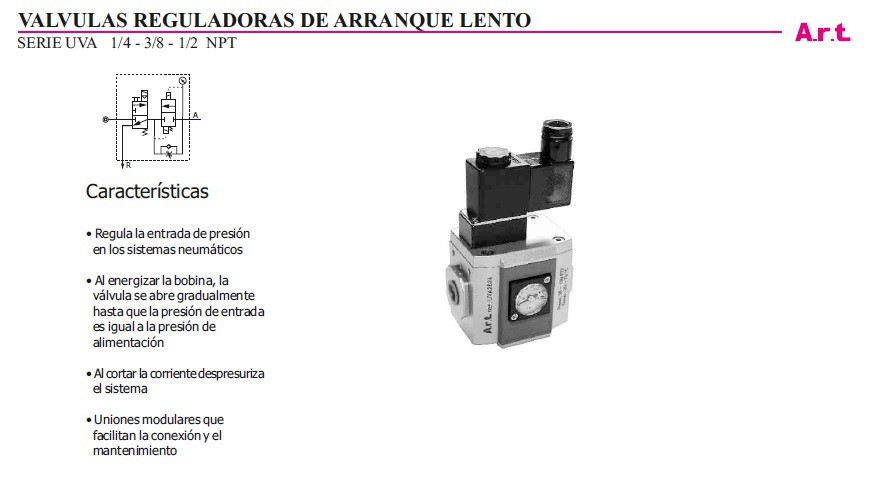 VALVULAS REGULADORAS DE ARRANQUE LENTO
SERIE UVA 1/4 - 3/8 - 1/2 NPT
A.r.t.
A
R
Características
• Regula la entrada de presión
en los sistemas neumáticos
• Al energizar la bobina, la
válvula se abre gradualmente
hasta que la presión de entrada
es igual a la presión de
alimentación
• Al cortar la corriente despresuriza
el sistema
• Uniones modulares que
facilitan la conexión y el
mantenimiento
A.r.t.